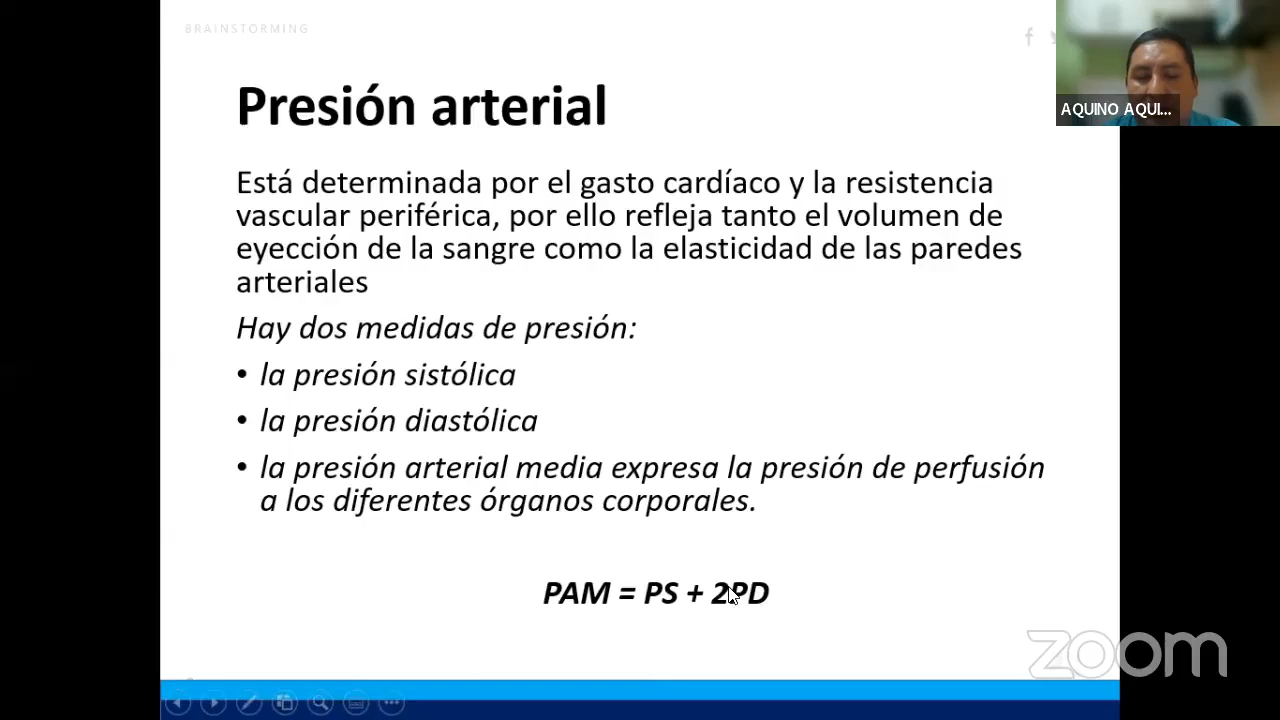 BRAINSTORMING
AQUINO AQUI...
Presión arterial
Está determinada por el gasto cardíaco y la resistencia
vascular periférica, por ello refleja tanto el volumen de
eyección de la sangre como la elasticidad de las paredes
arteriales
Hay dos medidas de presión:
• la presión sistólica
• la presión diastólica
• la presión arterial media expresa la presión de perfusión
a los diferentes órganos corporales.
PAM = PS + 2PD
zoom